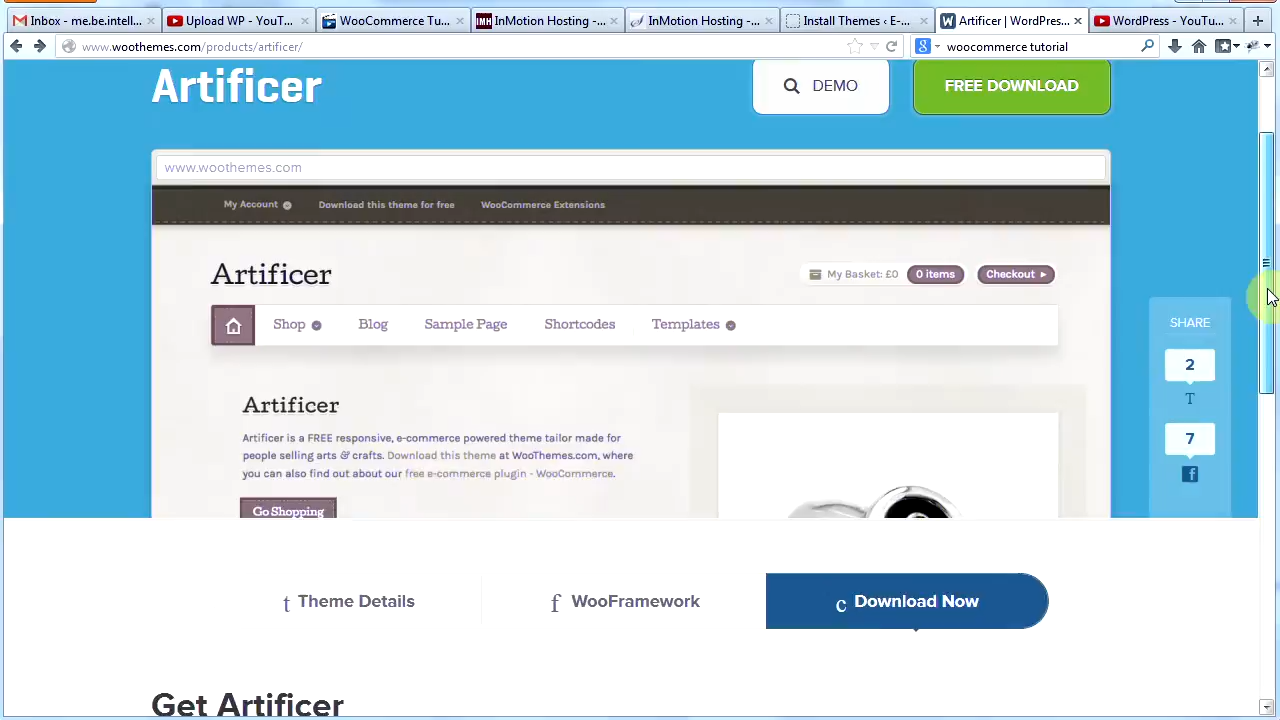 Inbox - me.be.intell...
Upload WP - YouT...
WooCommerce Tu...
InMotion Hosting -...
InMotion Hosting -...
Install Themes ‹ E-...
Artificer | WordPres...
WordPress - YouTu...
www.woothemes.com/products/artificer/
woocommerce tutorial
Artificer
DEMO
FREE DOWNLOAD
www.woothemes.com
My Account
Download this theme for free
WooCommerce Extensions
Artificer
My Basket: £0
0 items
Checkout
Shop
Blog
Sample Page
Shortcodes
Templates
SHARE
2
T
7
Artificer
Artificer is a FREE responsive, e-commerce powered theme tailor made for
people selling arts & crafts. Download this theme at WooThemes.com, where
you can also find out about our free e-commerce plugin - WooCommerce.
Go Shopping
t Theme Details
f WooFramework
c Download Now
Get Artificer